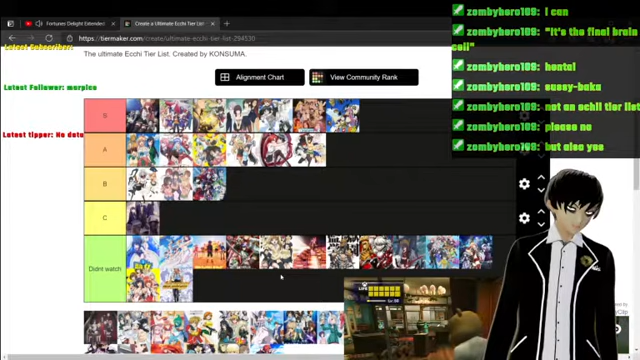 Fortunes Delight Extended
Create a Ultimate Ecchi Tier List
https://tiermaker.com/create/ultimate-ecchi-tier-list-294530
Latest Subscriber:
The ultimate Ecchi Tier List. Created by KONSUMA.
Latest Follower: marpico
Alignment Chart
View Community Rank
Latest tipper: No data
S
A
B
C
Didnt watch
zombyhero109: I can
zombyhero109: "It's the final brain
cell"
zombyhero109: hentai
zombyhero109: sussy-baka
zombyhero109: not an echii tier list
zombyhero109: please no
zombyhero109: but also yes